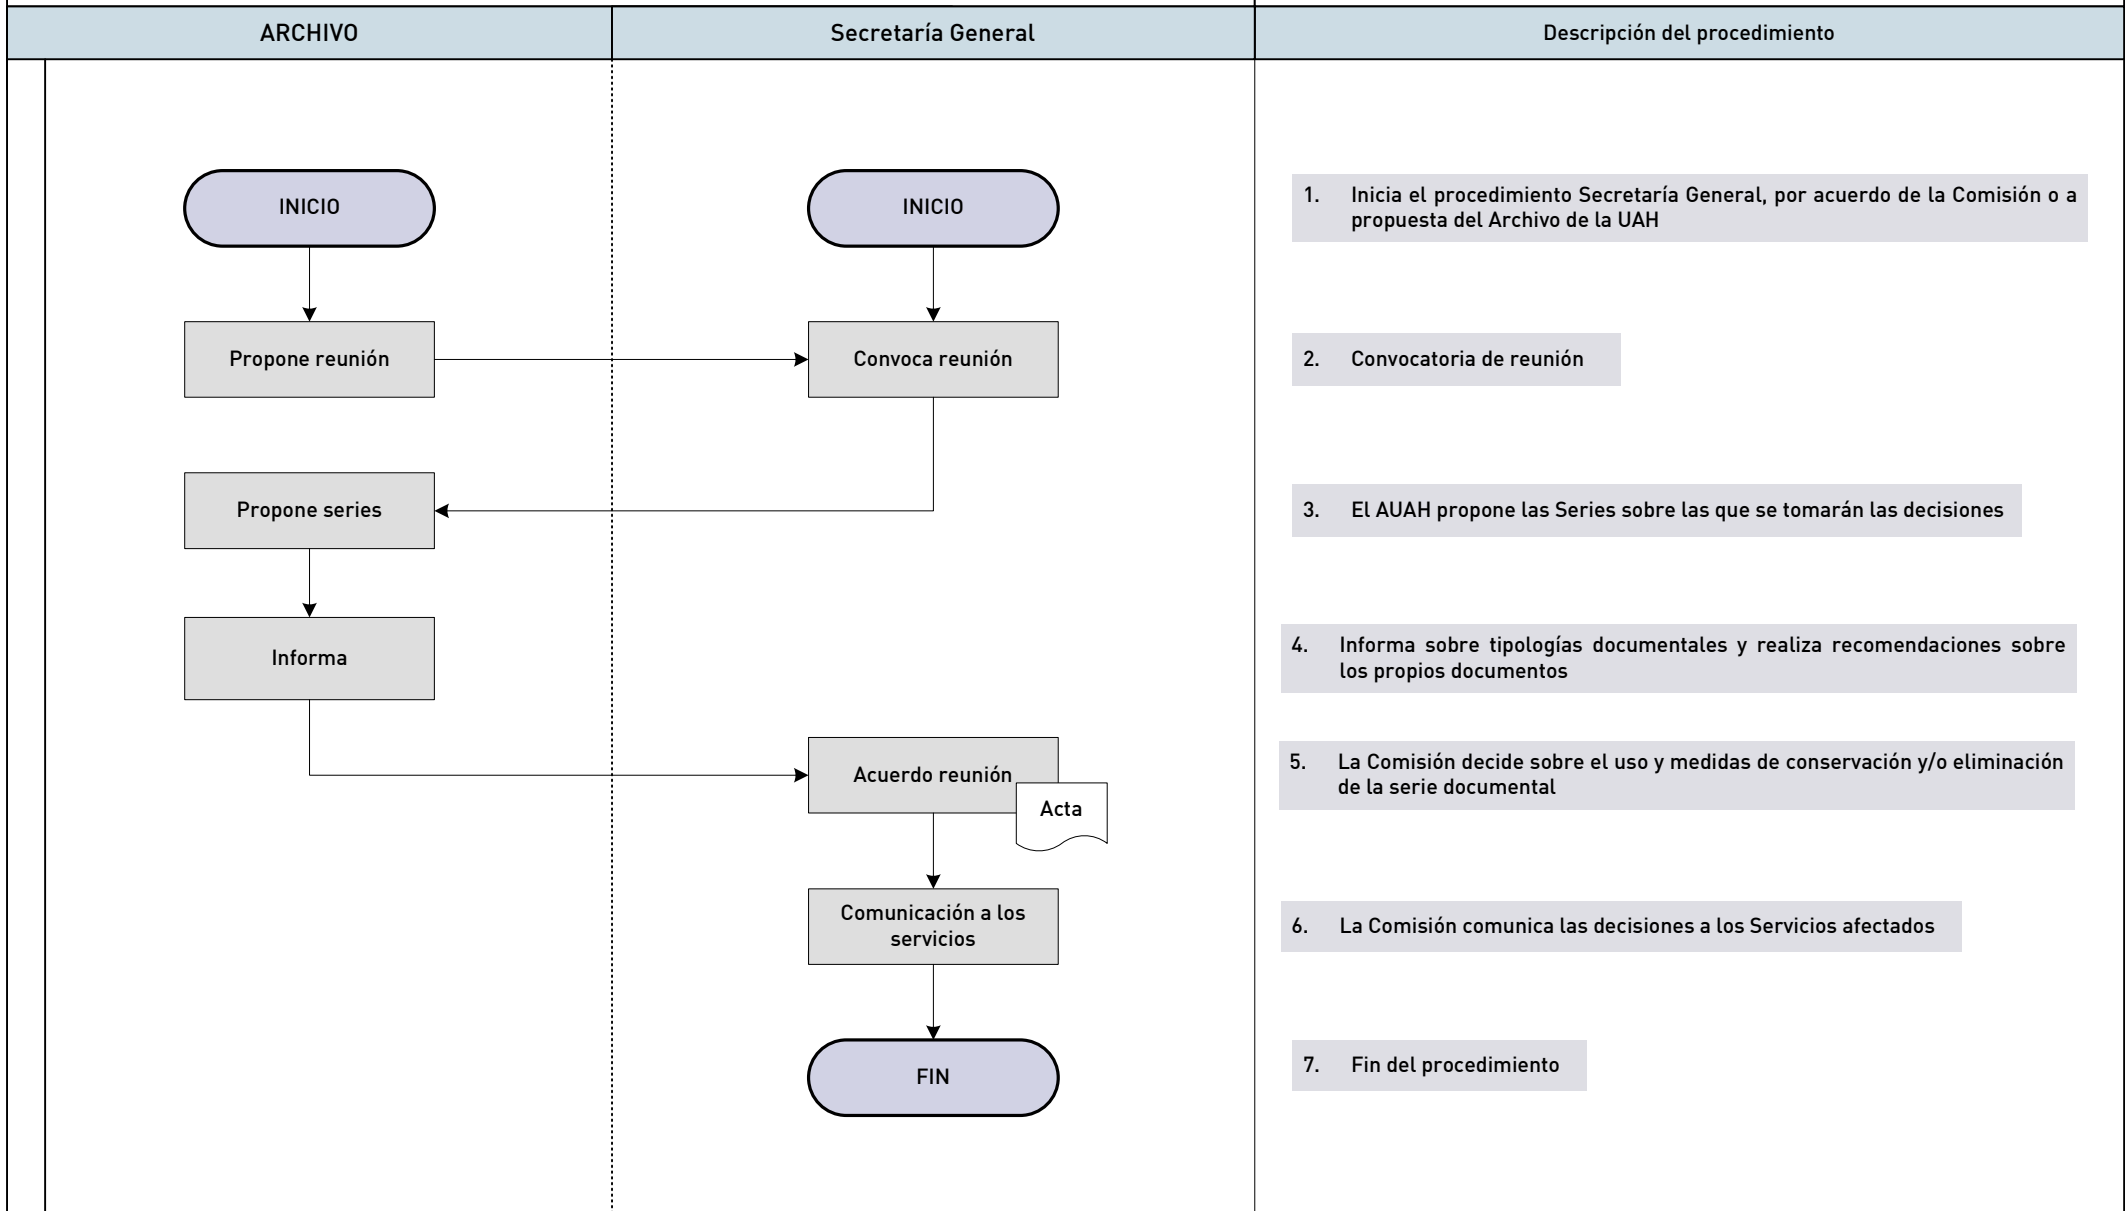 ARCHIVO
Secretaría General
Descripción del procedimiento
INICIO
INICIO
1. Inicia el procedimiento Secretaría General, por acuerdo de la Comisión o a
propuesta del Archivo de la UAH
Propone reunión
Convoca reunión
2. Convocatoria de reunión
Propone series
3. El AUAH propone las Series sobre las que se tomarán las decisiones
Informa
4. Informa sobre tipologías documentales y realiza recomendaciones sobre
los propios documentos
Acuerdo reunión
Acta
5. La Comisión decide sobre el uso y medidas de conservación y/o eliminación
de la serie documental
Comunicación a los
servicios
6. La Comisión comunica las decisiones a los Servicios afectados
FIN
7. Fin del procedimiento